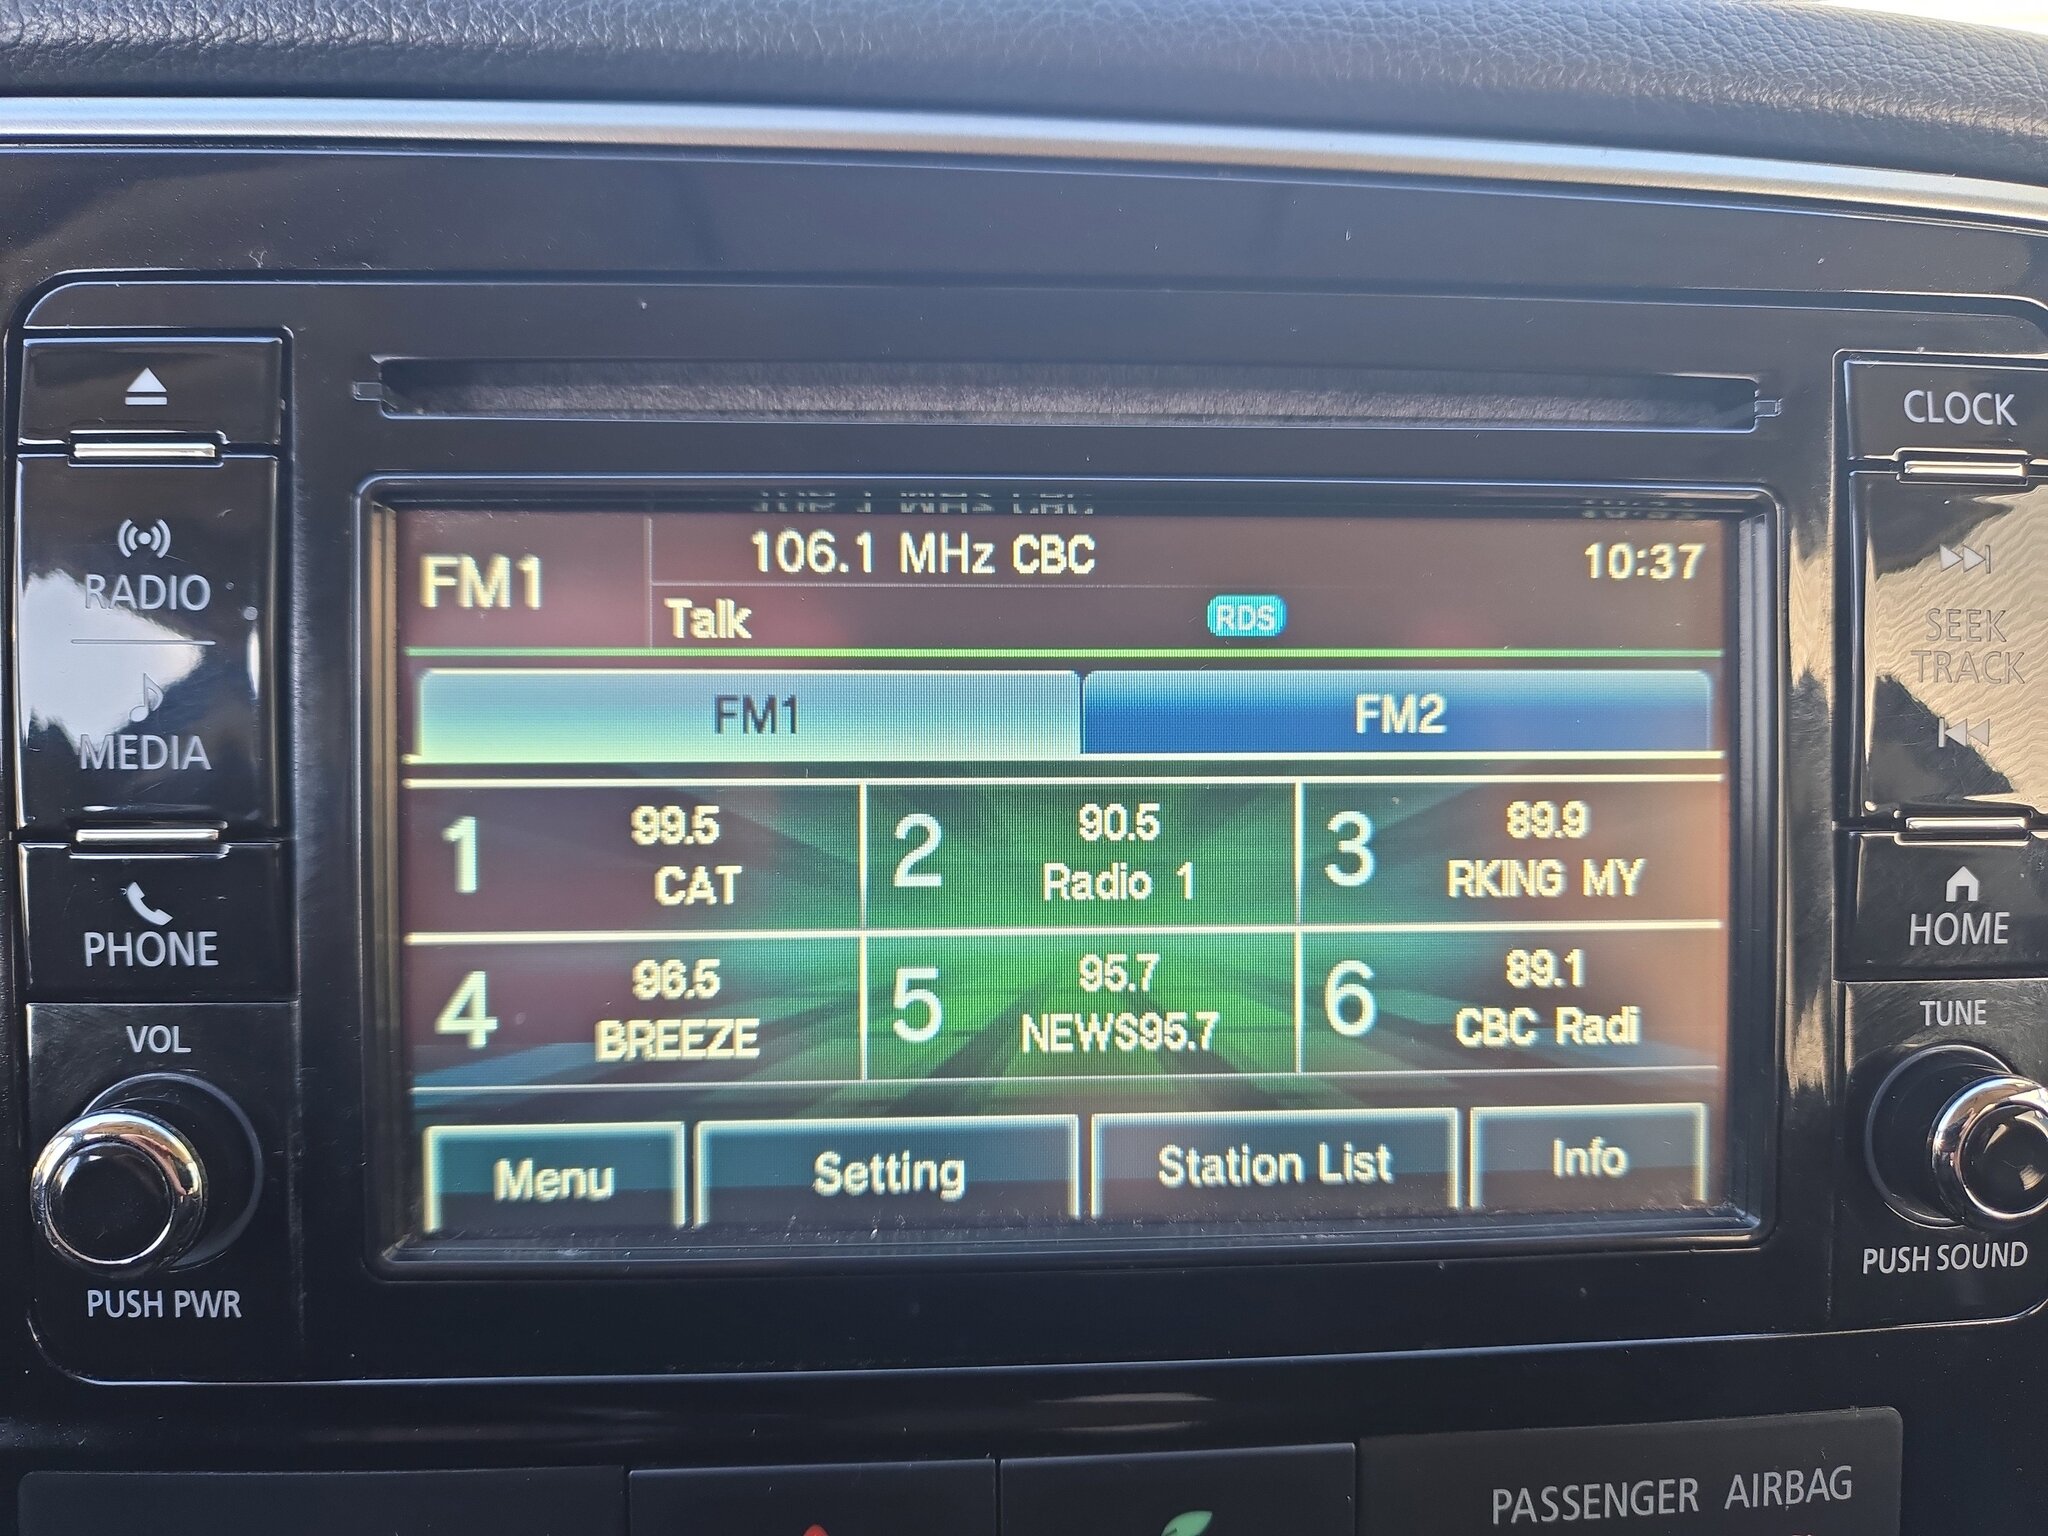 CLOCK
RADIO
MEDIA
PHONE
VOL
PUSH PWR
FM1
106.1 MHz CBC
10:37
Talk
RDS
FM1
FM2
1
99.5
CAT
2
90.5
Radio 1
3
89.9
RKING MY
4
96.5
BREEZE
5
95.7
NEWS95.7
6
89.1
CBC Radi
Menu
Setting
Station List
Info
SEEK
TRACK
HOME
TUNE
PUSH SOUND
PASSENGER AIRBAG